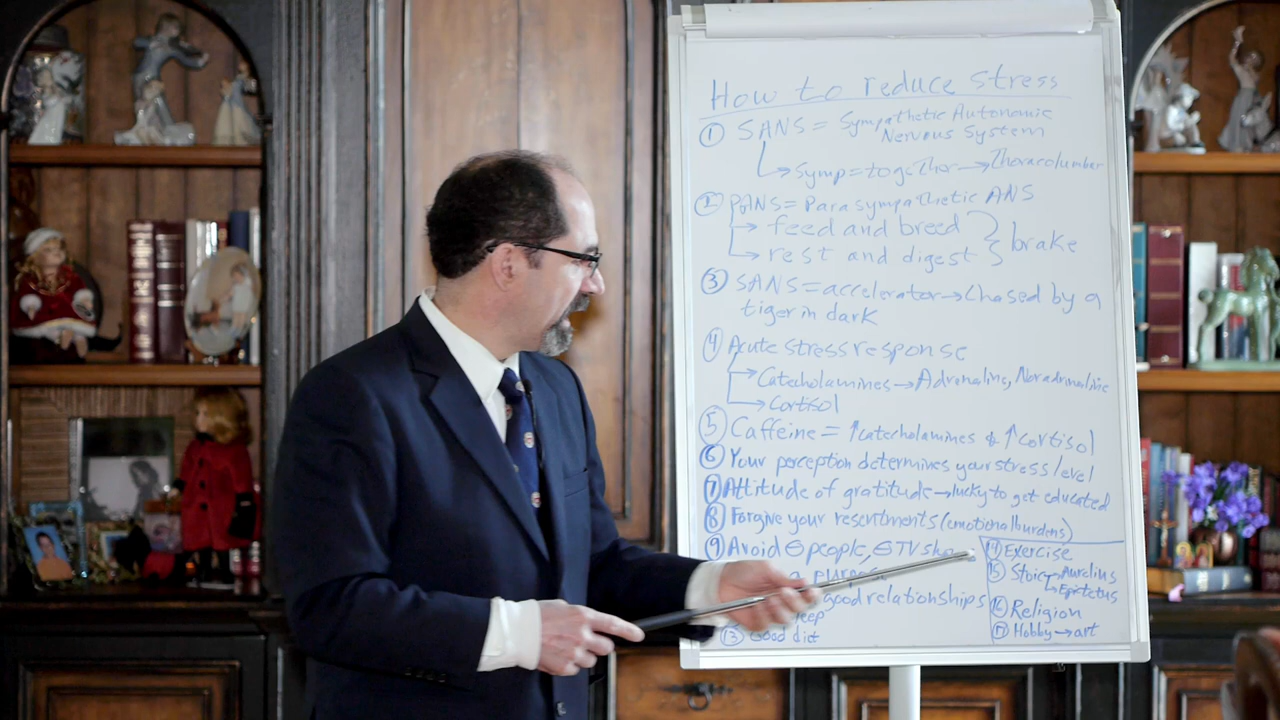 How to reduce stress
① SANS = Sympathetic Autonomic
Nervous System
↳ symp = together → Thoracolumbar
② PANS = Parasympathetic ANS
→ feed and breed
→ rest and digest } brake
③ SANS = accelerator → Chased by a
tiger in dark
④ Acute stress response
→ Catecholamines → Adrenaline, Noradrenaline
→ Cortisol
⑤ Caffeine = ↑catecholamines & ↑cortisol
⑥ Your perception determines your stress level
⑦ Attitude of gratitude → lucky to get educated
⑧ Forgive your resentments (emotional burdens)
⑨ Avoid ⊖ people, ⊖ TV
good relationships
⑬ Good diet
⑭ Exercise
⑮ Stoics → Aurelius
→ Epictetus
⑯ Religion
⑰ Hobby → art